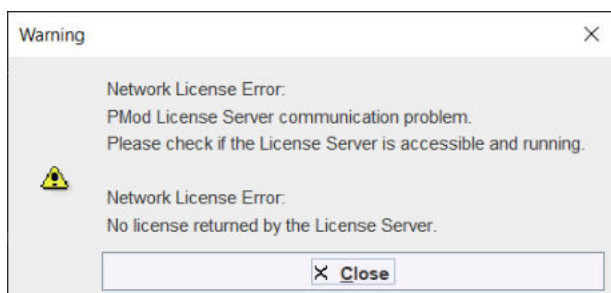 Warning
Network License Error:
PMod License Server communication problem.
Please check if the License Server is accessible and running.
Network License Error:
No license returned by the License Server.
Close